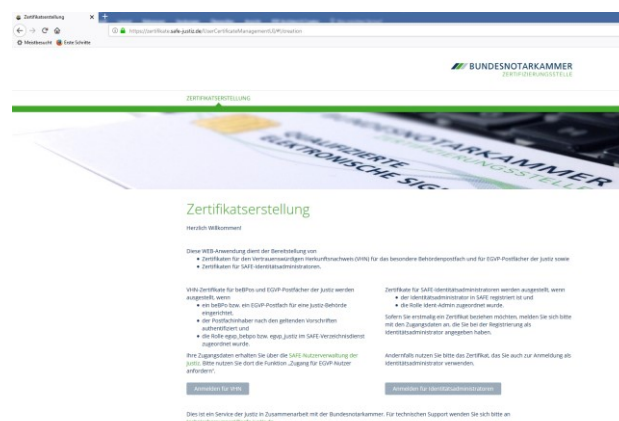 Zertifikatserstellung
https://zertifikate.safe-justiz.de/UserCertificateManagementUI/#!creation
Meistbesucht Erste Schritte
BUNDESNOTARKAMMER
ZERTIFIZIERUNGSSTELLE
ZERTIFIKATSERSTELLUNG
BUNDESNOTARKAMMER
ZERTIFIZIERUNGSSTELLE
QUALIFIZIERTE
ELEKTRONISCHE
Zertifikatserstellung
Herzlich Willkommen!
Diese WEB-Anwendung dient der Bereitstellung von
Zertifikaten für den Vertrauenswürdigen Herkunftsnachweis (VHN) für das besondere Behördenpostfach und für EGVP-Postfächer der Justiz sowie
Zertifikaten für SAFE-Identitätsadministratoren.
VHN-Zertifikate für beBPos und EGVP-Postfächer der Justiz werden
ausgestellt, wenn
ein beBPo bzw. ein EGVP-Postfach für eine Justiz-Behörde
eingerichtet,
der Postfachinhaber nach den geltenden Vorschriften
authentifiziert und
die Rolle egvp_bebpo bzw. egvp_justiz im SAFE-Verzeichnisdienst
zugeordnet wurde.
Ihre Zugangsdaten erhalten Sie über die SAFE Nutzerverwaltung der
Justiz. Bitte nutzen Sie dort die Funktion „Zugang für EGVP-Nutzer
anfordern".
Anmelden für VHN
Zertifikate für SAFE-Identitätsadministratoren werden ausgestellt, wenn
der Identitätsadministrator in SAFE registriert ist und
die Rolle Ident-Admin zugeordnet wurde.
Sofern Sie erstmalig ein Zertifikat beziehen möchten, melden Sie sich bitte
mit den Zugangsdaten an, die Sie bei der Registrierung als
Identitätsadministrator angegeben haben.
Andernfalls nutzen Sie bitte das Zertifikat, das Sie auch zur Anmeldung als
Identitätsadministrator verwenden.
Anmelden für Identitätsadministratoren
Dies ist ein Service der Justiz in Zusammenarbeit mit der Bundesnotarkammer. Für technischen Support wenden Sie sich bitte an